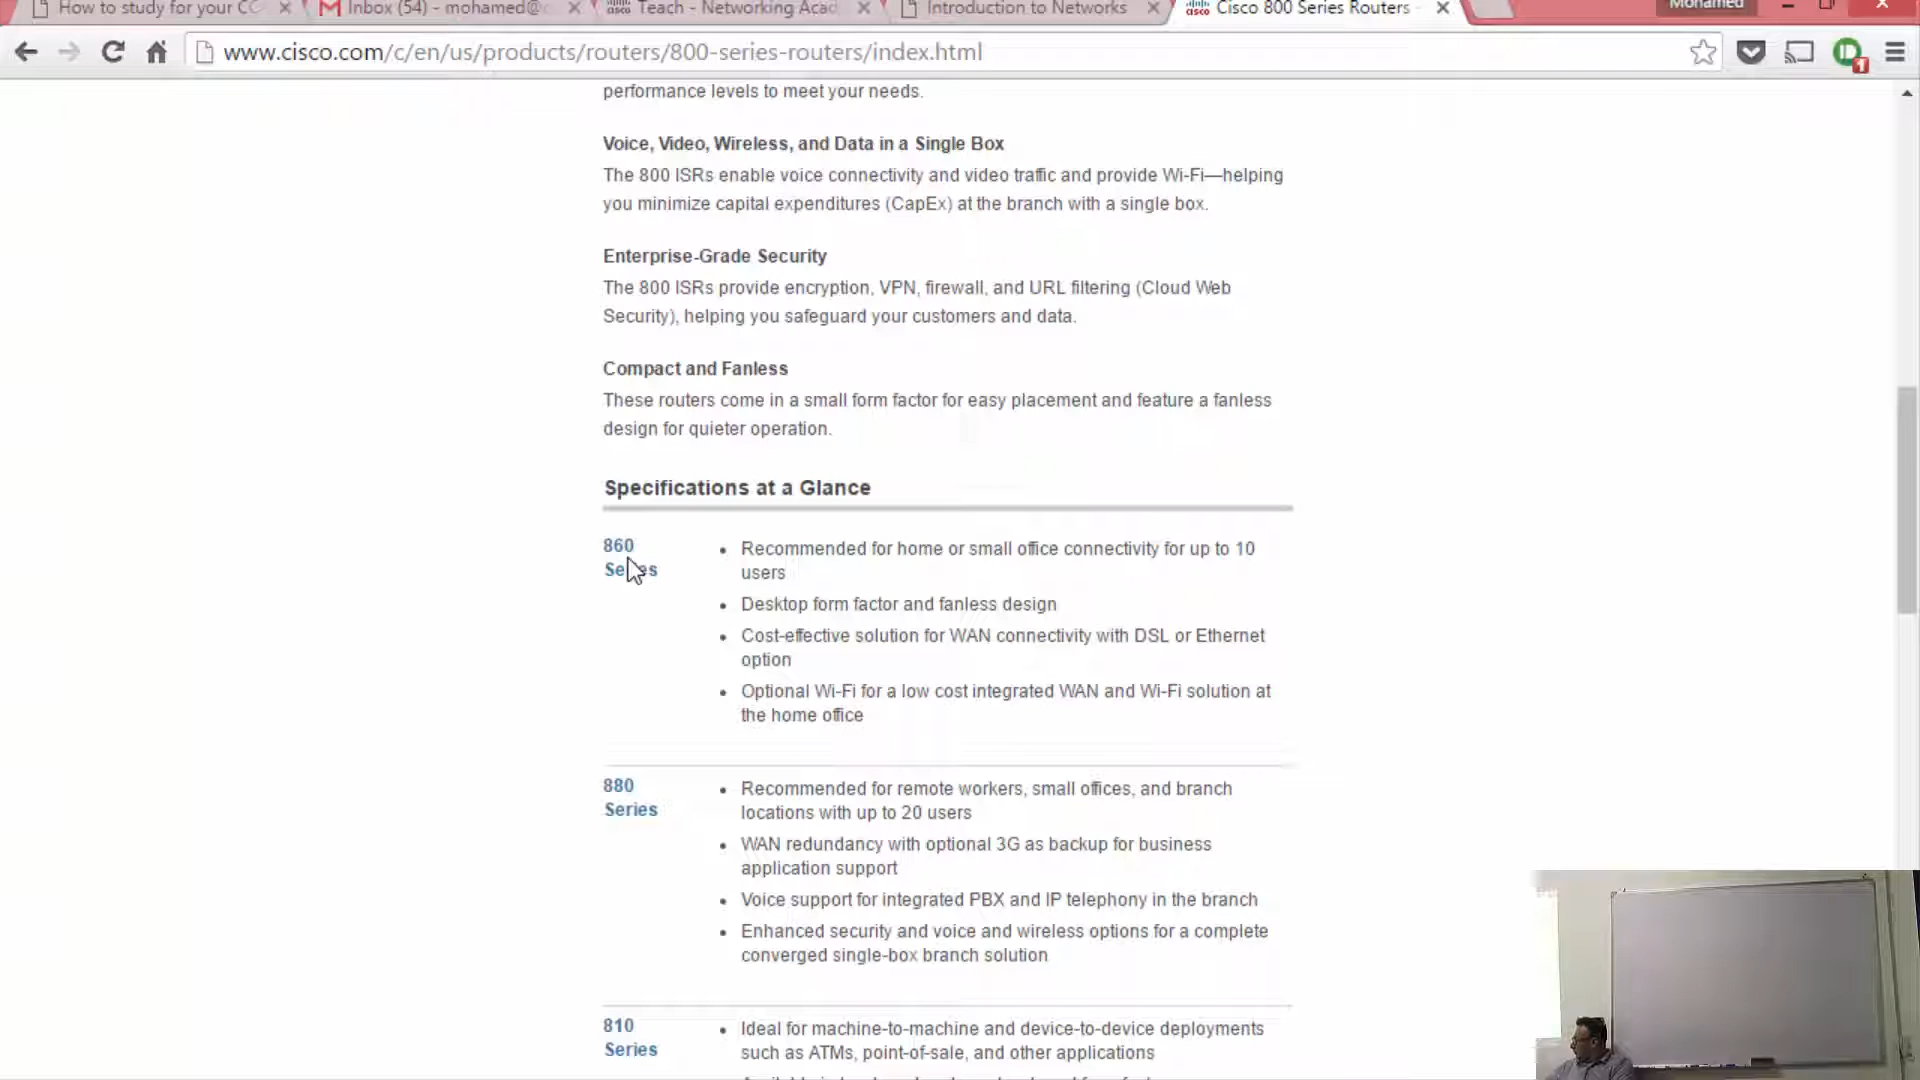 How to study for your CC
Inbox (54) - mohamed@
cisco
Teach - Networking Acad
Introduction to Networks
cisco
Cisco 800 Series Routers
Mohamed
www.cisco.com/c/en/us/products/routers/800-series-routers/index.html
1
performance levels to meet your needs.
Voice, Video, Wireless, and Data in a Single Box
The 800 ISRs enable voice connectivity and video traffic and provide Wi-Fi—helping
you minimize capital expenditures (CapEx) at the branch with a single box.
Enterprise-Grade Security
The 800 ISRs provide encryption, VPN, firewall, and URL filtering (Cloud Web
Security), helping you safeguard your customers and data.
Compact and Fanless
These routers come in a small form factor for easy placement and feature a fanless
design for quieter operation.
Specifications at a Glance
860
Series
• Recommended for home or small office connectivity for up to 10
users
• Desktop form factor and fanless design
• Cost-effective solution for WAN connectivity with DSL or Ethernet
option
• Optional Wi-Fi for a low cost integrated WAN and Wi-Fi solution at
the home office
880
Series
• Recommended for remote workers, small offices, and branch
locations with up to 20 users
• WAN redundancy with optional 3G as backup for business
application support
• Voice support for integrated PBX and IP telephony in the branch
• Enhanced security and voice and wireless options for a complete
converged single-box branch solution
810
Series
• Ideal for machine-to-machine and device-to-device deployments
such as ATMs, point-of-sale, and other applications